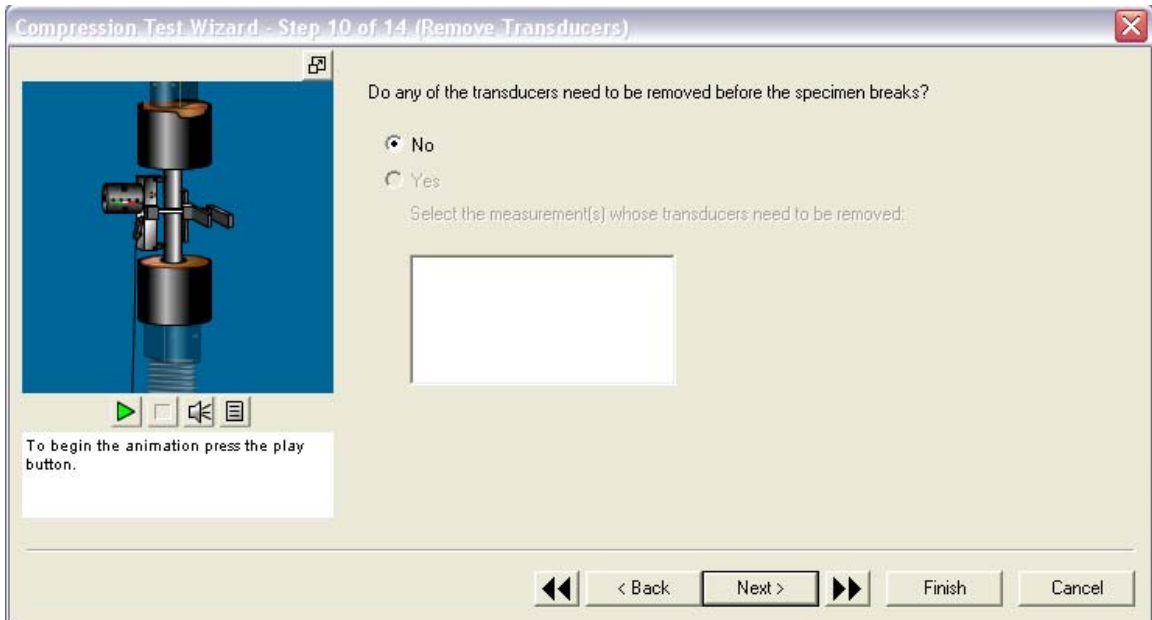 Compression Test Wizard - Step 10 of 14 (Remove Transducers)
Do any of the transducers need to be removed before the specimen breaks?
No
Yes
Select the measurement(s) whose transducers need to be removed:
To begin the animation press the play
button.
< Back
Next >
Finish
Cancel